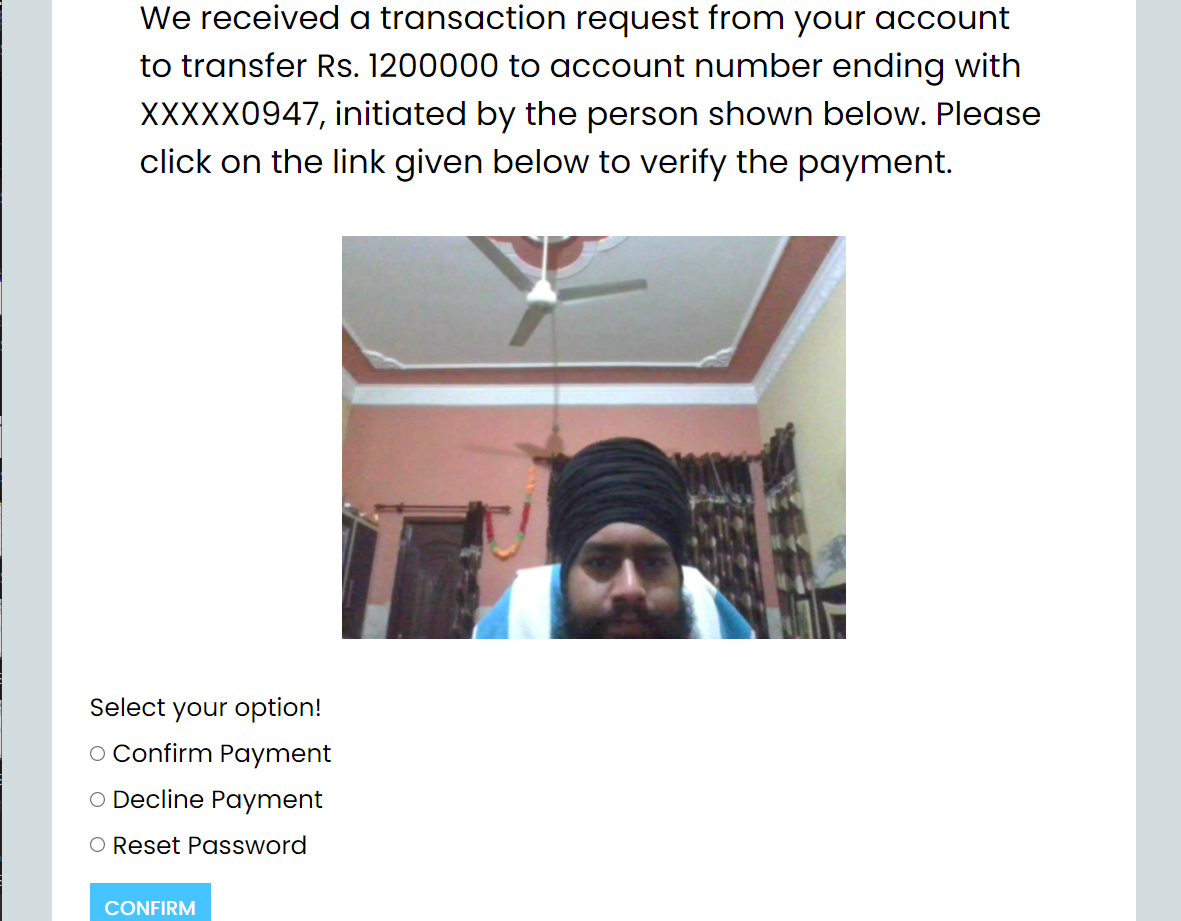 We received a transaction request from your account
to transfer Rs. 1200000 to account number ending with
XXXXX0947, initiated by the person shown below. Please
click on the link given below to verify the payment.
Select your option!
Confirm Payment
Decline Payment
Reset Password
CONFIRM